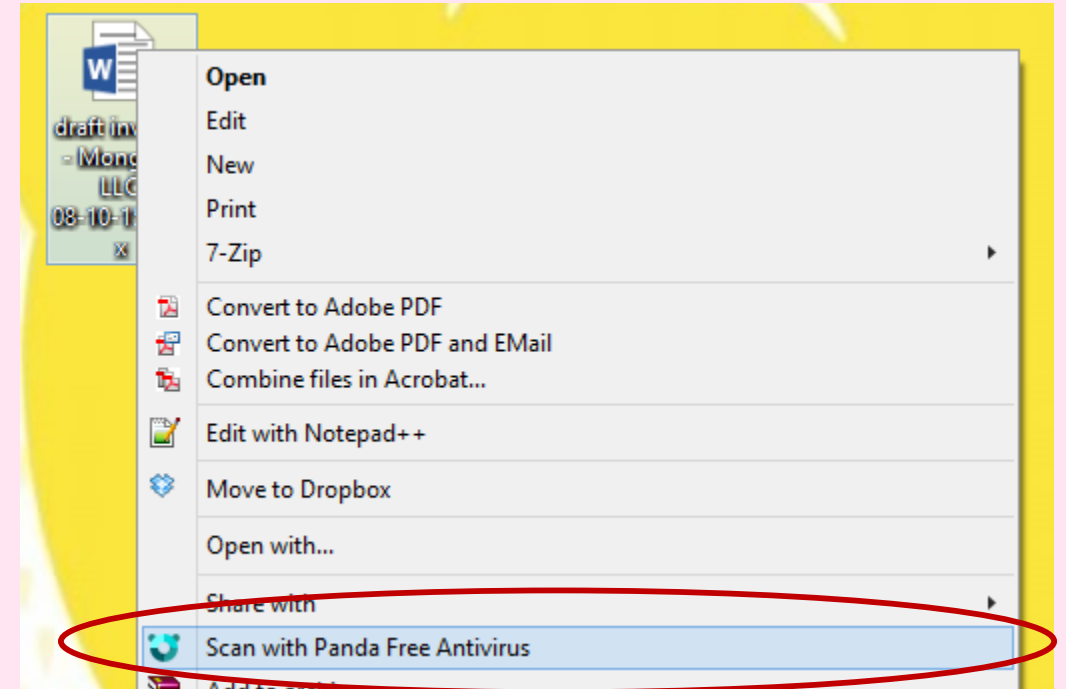 draft inv
- Mong
LLC
08-10-1
x
Open
Edit
New
Print
7-Zip
Convert to Adobe PDF
Convert to Adobe PDF and EMail
Combine files in Acrobat...
Edit with Notepad++
Move to Dropbox
Open with...
Share with
Scan with Panda Free Antivirus
Add to